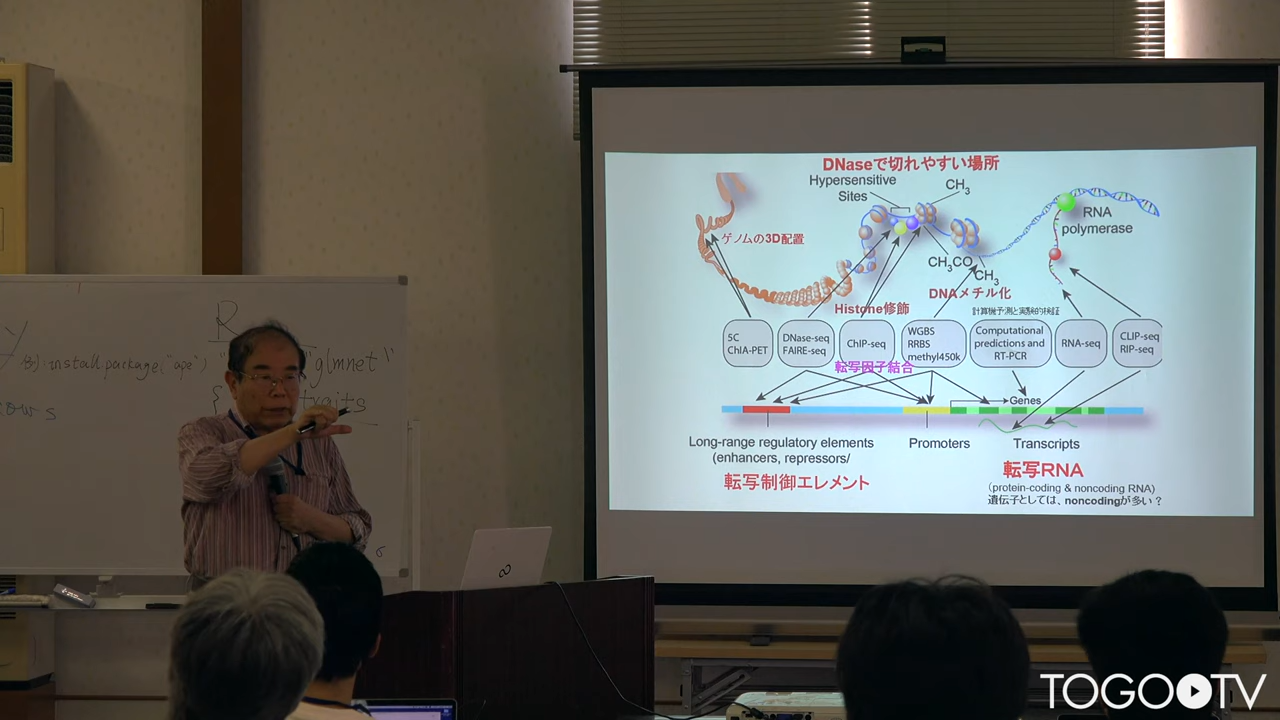 DNaseで切れやすい場所
Hypersensitive
Sites
CH3
RNA
polymerase
ゲノムの3D配置
CH3CO
CH3
DNAメチル化
Histone修飾
計算機予測と実験的検証
5C
ChIA-PET
DNase-seq
FAIRE-seq
ChIP-seq
WGBS
RRBS
methyl450k
Computational
predictions and
RT-PCR
RNA-seq
CLIP-seq
RIP-seq
転写因子結合
Genes
Long-range regulatory elements
(enhancers, repressors/
Promoters
Transcripts
転写制御エレメント
転写RNA
(protein-coding & noncoding RNA)
遺伝子としては、noncodingが多い？
R
install.package("ape")
"glmnet"
traits
TOGOTV